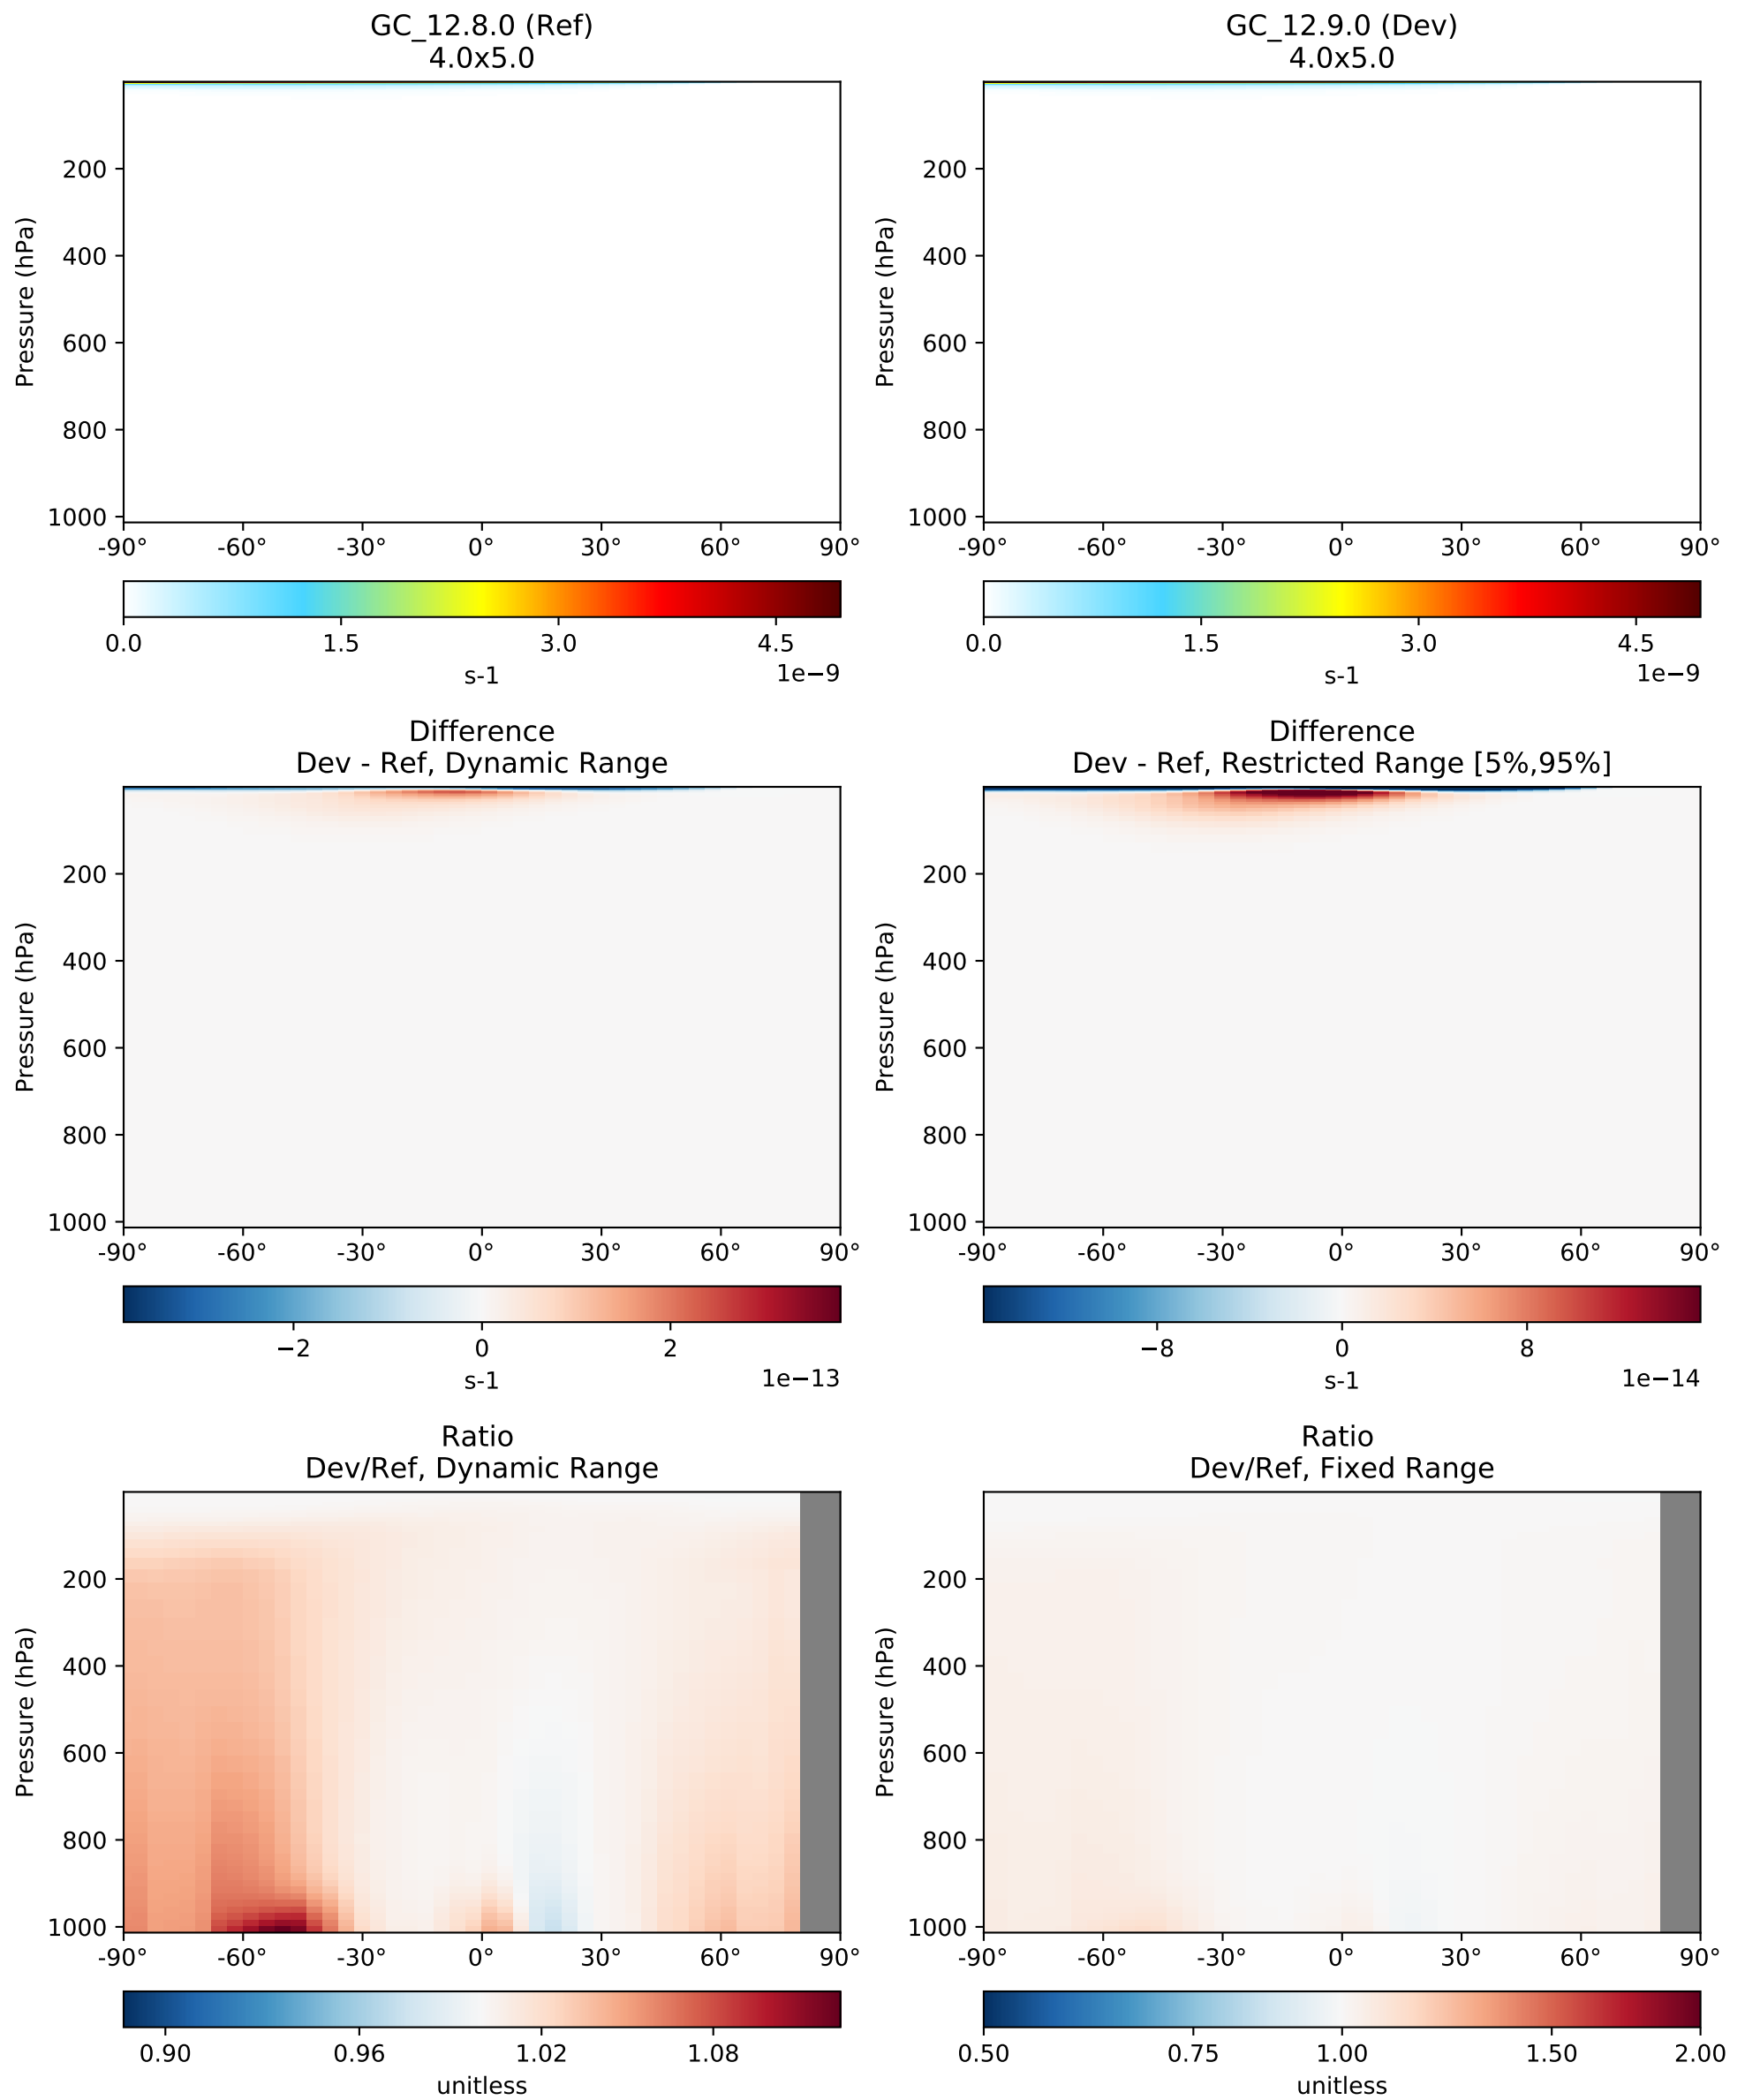 GC_12.8.0 (Ref)
4.0x5.0
Pressure (hPa)
200
400
600
800
1000
-90° -60° -30° 0° 30° 60° 90°
0.0 1.5 3.0 4.5
s-1
1e−9
GC_12.9.0 (Dev)
4.0x5.0
Pressure (hPa)
200
400
600
800
1000
-90° -60° -30° 0° 30° 60° 90°
0.0 1.5 3.0 4.5
s-1
1e−9
Difference
Dev - Ref, Dynamic Range
Pressure (hPa)
200
400
600
800
1000
-90° -60° -30° 0° 30° 60° 90°
−2 0 2
s-1
1e−13
Difference
Dev - Ref, Restricted Range [5%,95%]
Pressure (hPa)
200
400
600
800
1000
-90° -60° -30° 0° 30° 60° 90°
−8 0 8
s-1
1e−14
Ratio
Dev/Ref, Dynamic Range
Pressure (hPa)
200
400
600
800
1000
-90° -60° -30° 0° 30° 60° 90°
0.90 0.96 1.02 1.08
unitless
Ratio
Dev/Ref, Fixed Range
Pressure (hPa)
200
400
600
800
1000
-90° -60° -30° 0° 30° 60° 90°
0.50 0.75 1.00 1.50 2.00
unitless